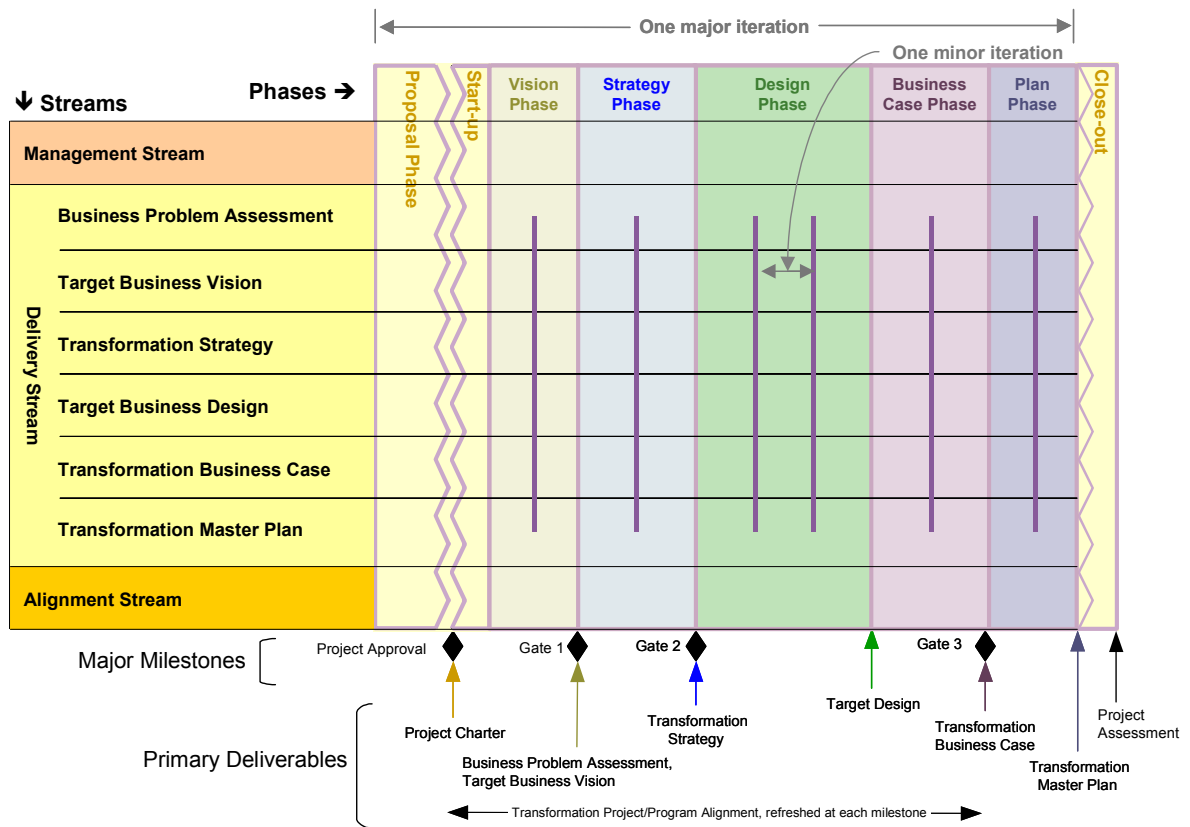 One major iteration
One minor iteration
Phases →
↓ Streams
Proposal Phase
Start-up
Vision
Phase
Strategy
Phase
Design
Phase
Business
Case Phase
Plan
Phase
Close-out
Management Stream
Delivery Stream
Business Problem Assessment
Target Business Vision
Transformation Strategy
Target Business Design
Transformation Business Case
Transformation Master Plan
Alignment Stream
Major Milestones
Project Approval
Gate 1
Gate 2
Gate 3
Primary Deliverables
Project Charter
Business Problem Assessment,
Target Business Vision
Transformation
Strategy
Target Design
Transformation
Business Case
Transformation
Master Plan
Project
Assessment
Transformation Project/Program Alignment, refreshed at each milestone